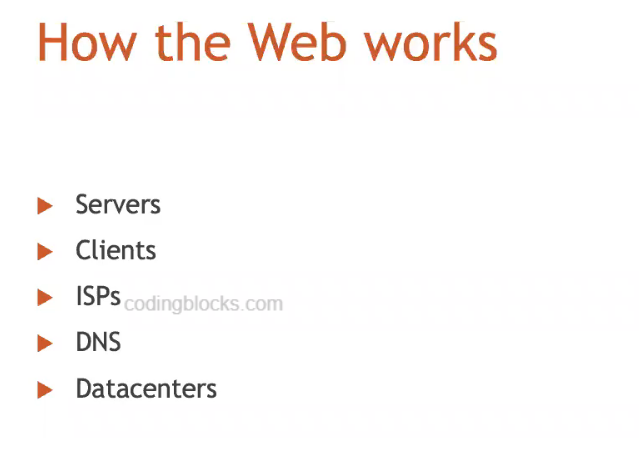 How the Web works
Servers
Clients
ISPs
codingblocks.com
DNS
Datacenters